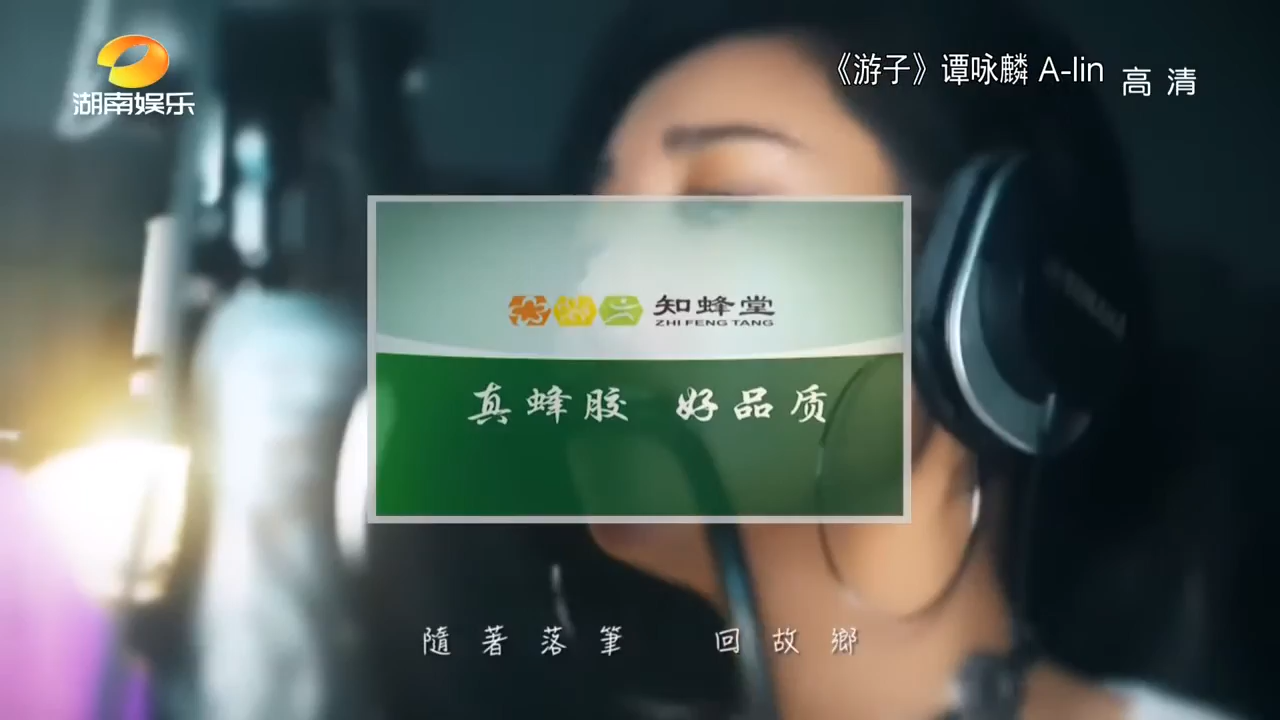 湖南娱乐
《游子》谭咏麟 A-lin
高清
知蜂堂
ZHI FENG TANG
真蜂胶 好品质
隨著落筆 回故鄉